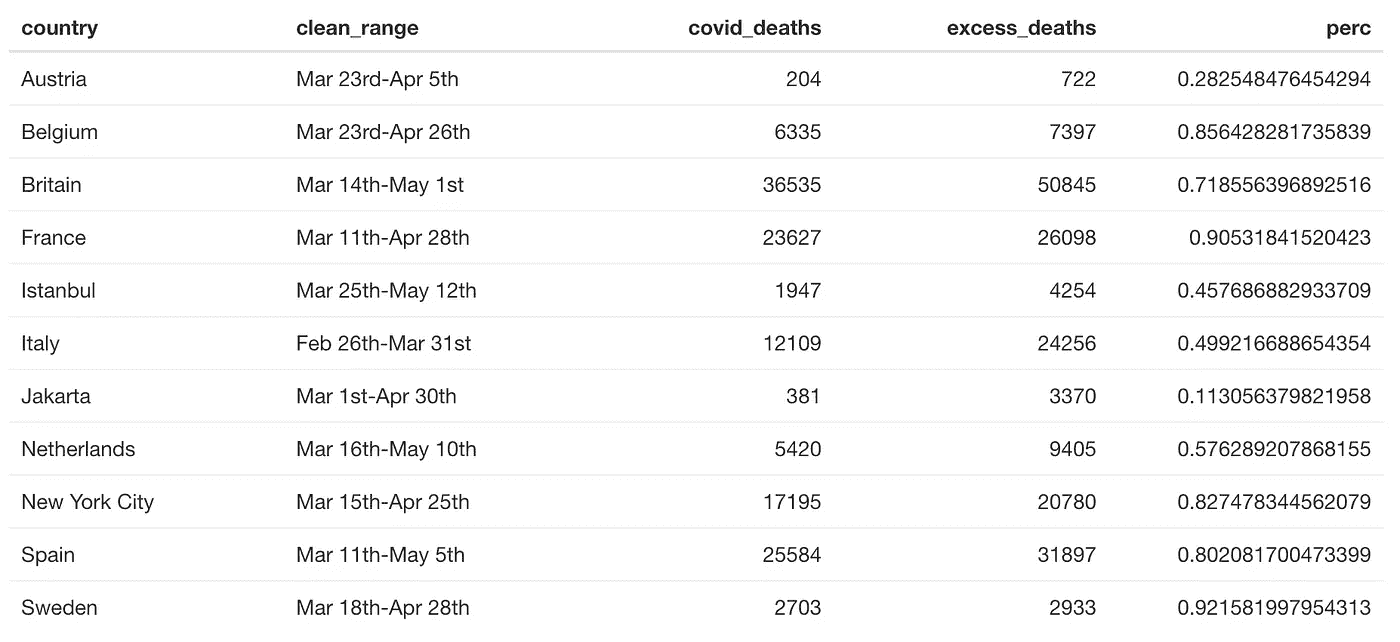 country clean_range covid_deaths excess_deaths perc
Austria Mar 23rd-Apr 5th 204 722 0.282548476454294
Belgium Mar 23rd-Apr 26th 6335 7397 0.856428281735839
Britain Mar 14th-May 1st 36535 50845 0.718556396892516
France Mar 11th-Apr 28th 23627 26098 0.90531841520423
Istanbul Mar 25th-May 12th 1947 4254 0.457686882933709
Italy Feb 26th-Mar 31st 12109 24256 0.499216688654354
Jakarta Mar 1st-Apr 30th 381 3370 0.113056379821958
Netherlands Mar 16th-May 10th 5420 9405 0.576289207868155
New York City Mar 15th-Apr 25th 17195 20780 0.827478344562079
Spain Mar 11th-May 5th 25584 31897 0.802081700473399
Sweden Mar 18th-Apr 28th 2703 2933 0.921581997954313